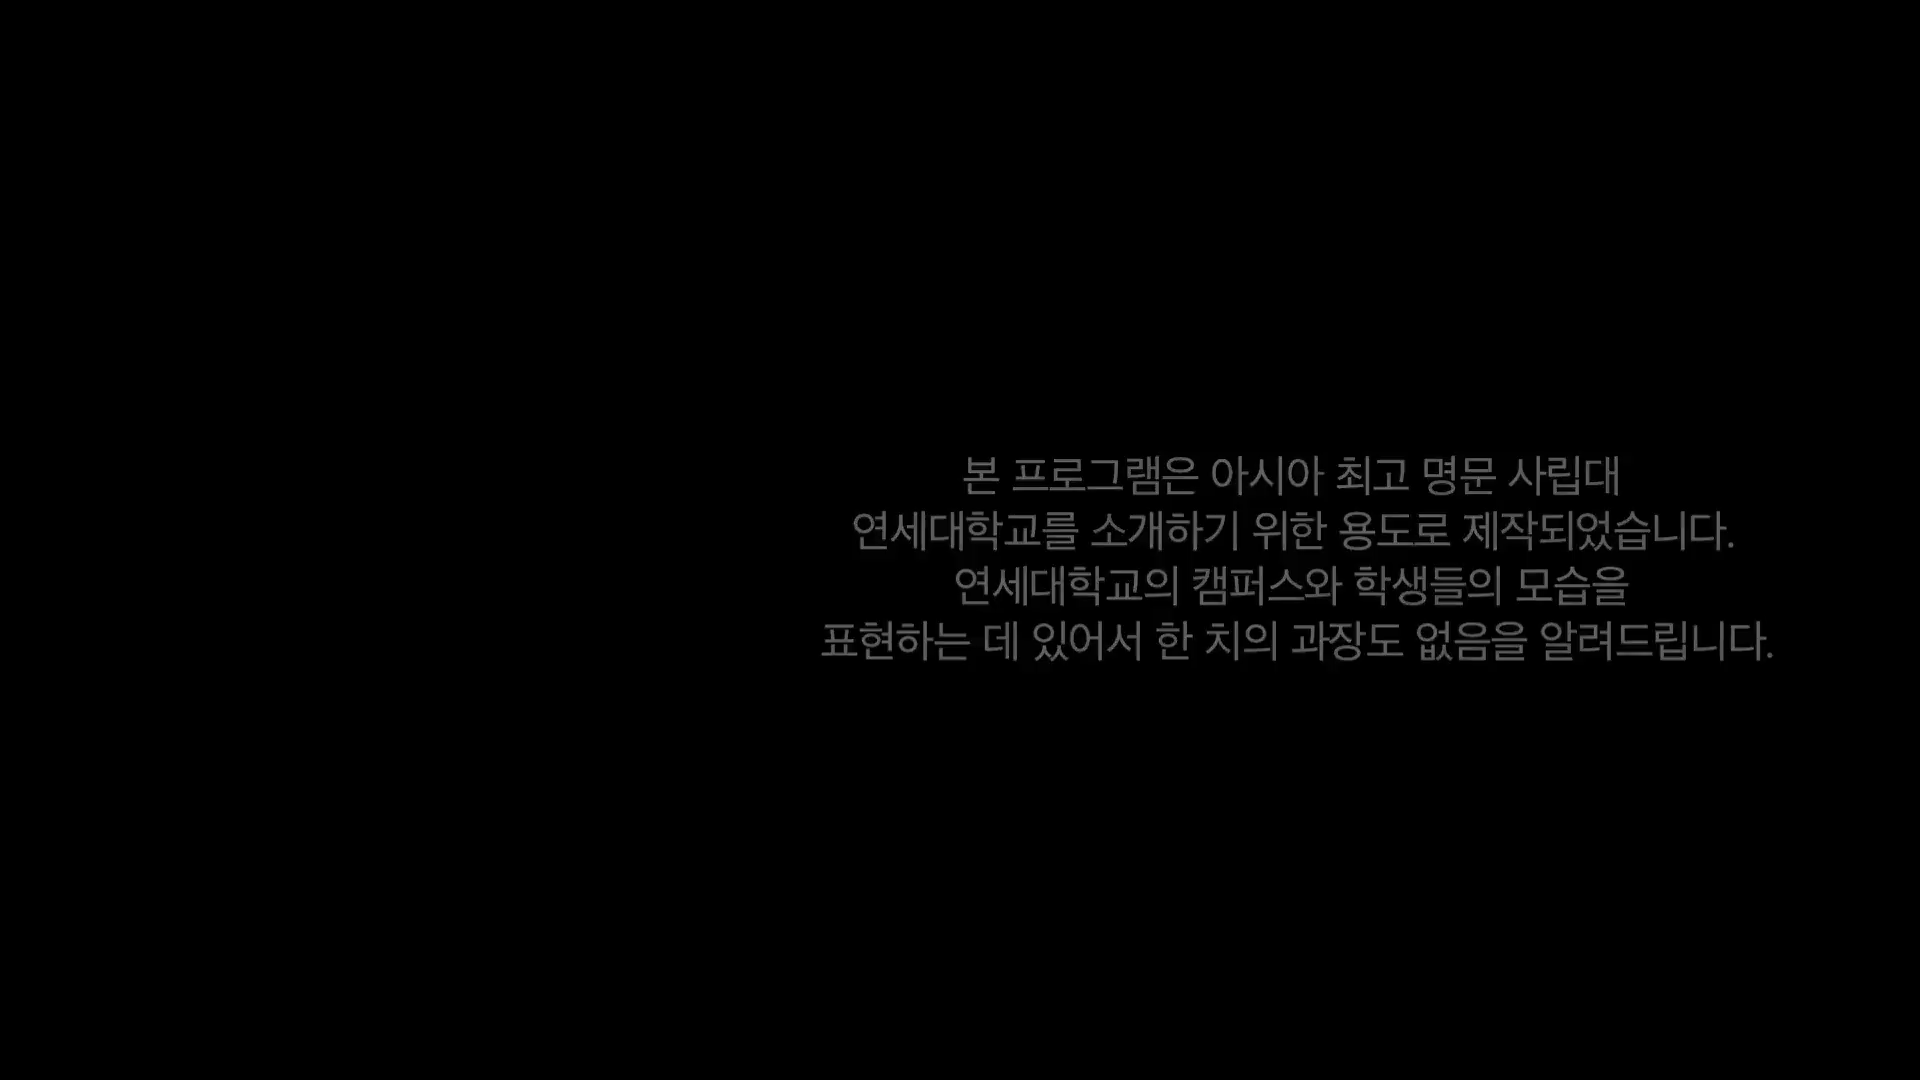 본 프로그램은 아시아 최고 명문 사립대
연세대학교를 소개하기 위한 용도로 제작되었습니다.
연세대학교의 캠퍼스와 학생들의 모습을
표현하는 데 있어서 한 치의 과장도 없음을 알려드립니다.